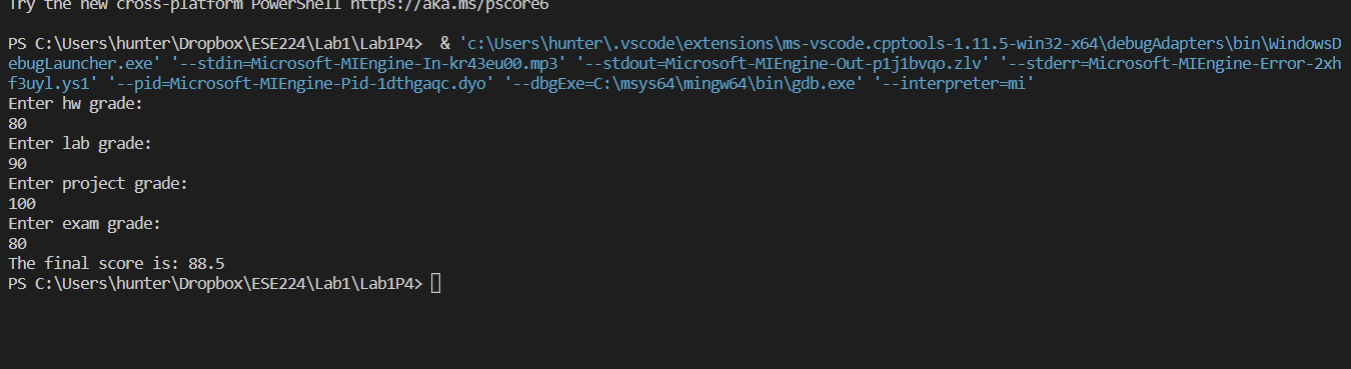 Try the new cross-platform PowerShell https://aka.ms/pscore6
PS C:\Users\hunter\Dropbox\ESE224\Lab1\Lab1P4>  & 'c:\Users\hunter\.vscode\extensions\ms-vscode.cpptools-1.11.5-win32-x64\debugAdapters\bin\WindowsD
ebugLauncher.exe' '--stdin=Microsoft-MIEngine-In-kr43eu00.mp3' '--stdout=Microsoft-MIEngine-Out-p1j1bvqo.zlv' '--stderr=Microsoft-MIEngine-Error-2xh
f3uyl.ys1' '--pid=Microsoft-MIEngine-Pid-1dthgaqc.dyo' '--dbgExe=C:\msys64\mingw64\bin\gdb.exe' '--interpreter=mi'
Enter hw grade:
80
Enter lab grade:
90
Enter project grade:
100
Enter exam grade:
80
The final score is: 88.5
PS C:\Users\hunter\Dropbox\ESE224\Lab1\Lab1P4>